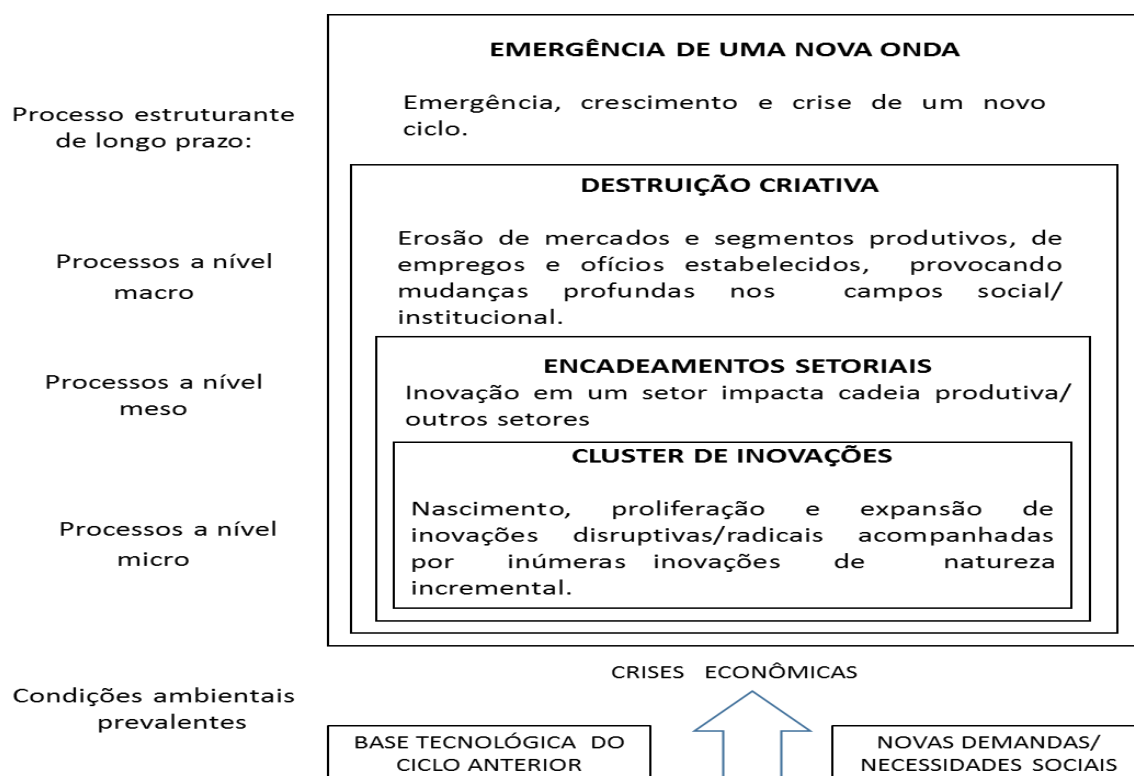 EMERGÊNCIA DE UMA NOVA ONDA
Processo estruturante
de longo prazo:
Emergência, crescimento e crise de um novo
ciclo.
DESTRUIÇÃO CRIATIVA
Processos a nível
macro
Erosão de mercados e segmentos produtivos, de
empregos e ofícios estabelecidos, provocando
mudanças profundas nos campos social/
institucional.
ENCADEAMENTOS SETORIAIS
Processos a nível
meso
Inovação em um setor impacta cadeia produtiva/
outros setores
CLUSTER DE INOVAÇÕES
Processos a nível
micro
Nascimento, proliferação e expansão de
inovações disruptivas/radicais acompanhadas
por inúmeras inovações de natureza
incremental.
CRISES ECONÔMICAS
Condições ambientais
prevalentes
BASE TECNOLÓGICA DO
CICLO ANTERIOR
NOVAS DEMANDAS/
NECESSIDADES SOCIAIS